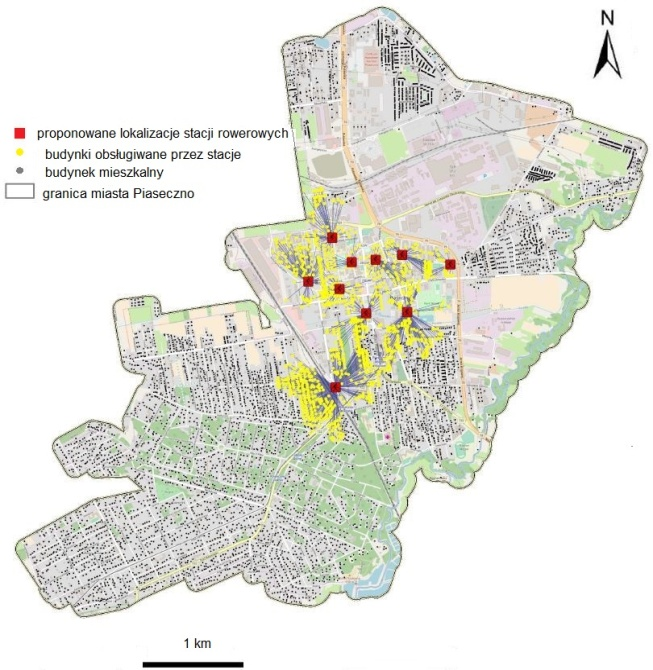 N
proponowane lokalizacje stacji rowerowych
budynki obsługiwane przez stacje
budynek mieszkalny
granica miasta Piaseczno
1 km